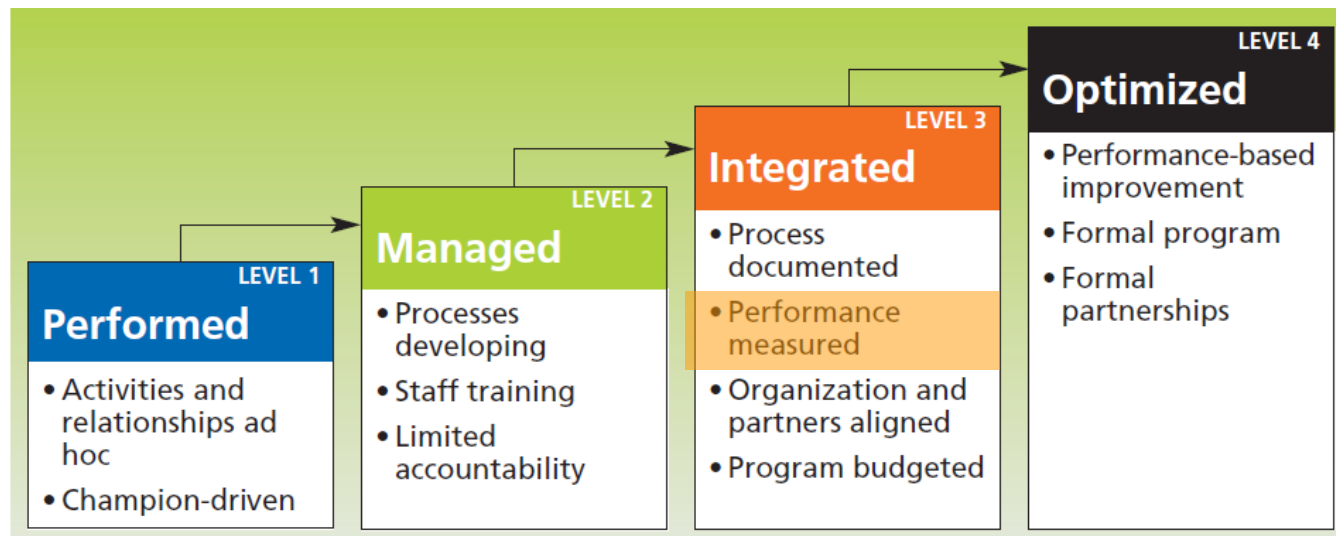 LEVEL 1
Performed
• Activities and
relationships ad
hoc
• Champion-driven
LEVEL 2
Managed
• Processes
developing
• Staff training
• Limited
accountability
LEVEL 3
Integrated
• Process
documented
• Performance
measured
• Organization and
partners aligned
• Program budgeted
LEVEL 4
Optimized
• Performance-based
improvement
• Formal program
• Formal
partnerships